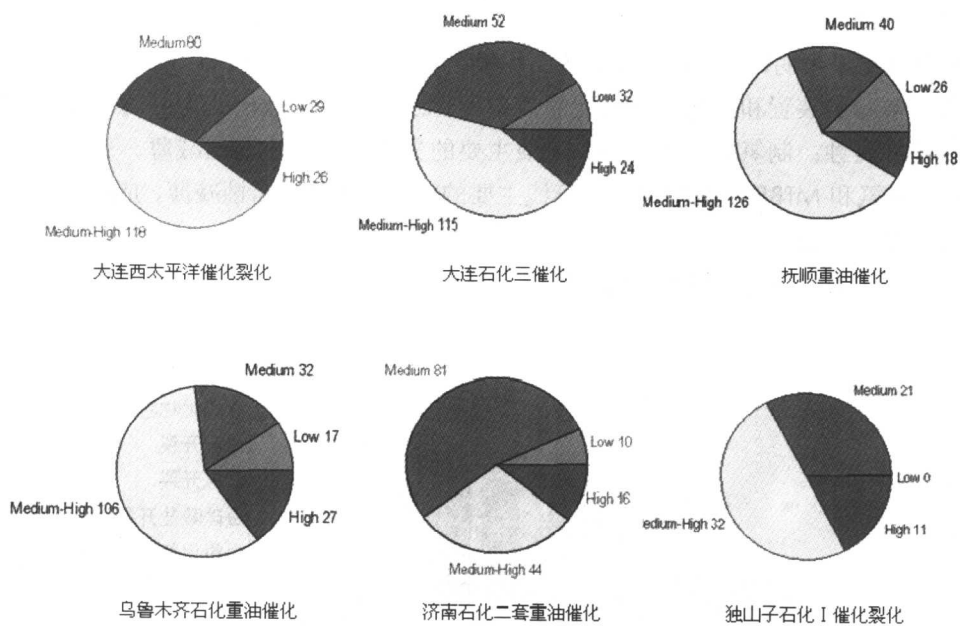 Medium 80
Low 29
High 26
Medium-High 118
大连西太平洋催化裂化
Medium 52
Low 32
High 24
Medium-High 115
大连石化三催化
Medium 40
Low 26
High 18
Medium-High 126
抚顺重油催化
Medium 32
Low 17
High 27
Medium-High 106
乌鲁木齐石化重油催化
Medium 81
Low 10
High 16
Medium-High 44
济南石化二套重油催化
Medium 21
Low 0
High 11
edium-High 32
独山子石化 I 催化裂化